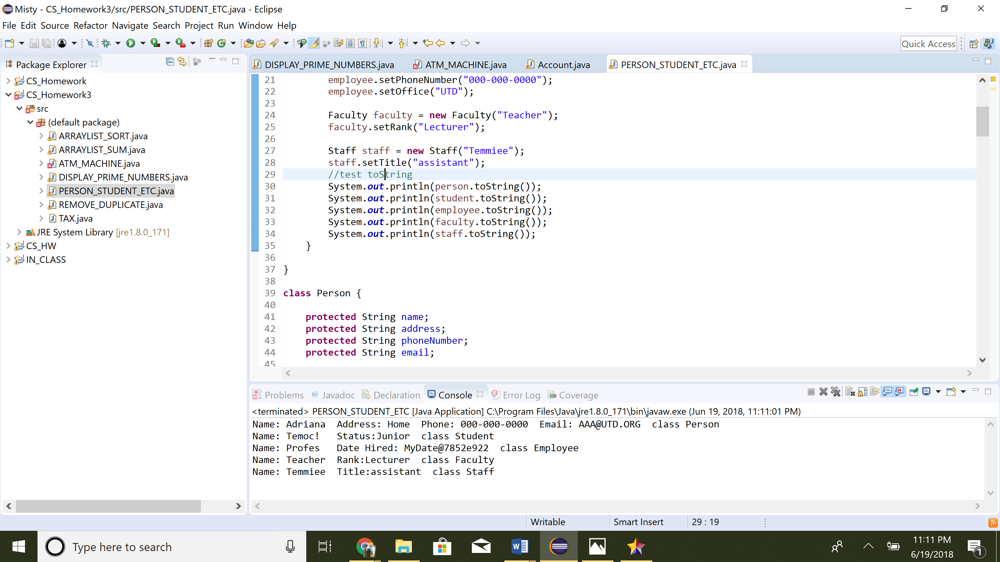 Misty - CS_Homework3/src/PERSON_STUDENT_ETC.java - Eclipse
File Edit Source Refactor Navigate Search Project Run Window Help
Quick Access
Package Explorer
CS_Homework
CS_Homework3
src
(default package)
ARRAYLIST_SORT.java
ARRAYLIST_SUM.java
ATM_MACHINE.java
DISPLAY_PRIME_NUMBERS.java
PERSON_STUDENT_ETC.java
REMOVE_DUPLICATE.java
TAX.java
JRE System Library [jre1.8.0_171]
CS_HW
IN_CLASS
DISPLAY_PRIME_NUMBERS.java ATM_MACHINE.java Account.java PERSON_STUDENT_ETC.java
21 employee.setPhoneNumber("000-000-0000");
22 employee.setOffice("UTD");
23
24 Faculty faculty = new Faculty("Teacher");
25 faculty.setRank("Lecturer");
26
27 Staff staff = new Staff("Temmiee");
28 staff.setTitle("assistant");
29 //test toString
30 System.out.println(person.toString());
31 System.out.println(student.toString());
32 System.out.println(employee.toString());
33 System.out.println(faculty.toString());
34 System.out.println(staff.toString());
35 }
36
37 }
38
39 class Person {
40
41 protected String name;
42 protected String address;
43 protected String phoneNumber;
44 protected String email;
45
Problems @ Javadoc Declaration Console Error Log Coverage
<terminated> PERSON_STUDENT_ETC [Java Application] C:\Program Files\Java\jre1.8.0_171\bin\javaw.exe (Jun 19, 2018, 11:11:01 PM)
Name: Adriana  Address: Home  Phone: 000-000-0000  Email: AAA@UTD.ORG  class Person
Name: Temoc!   Status:Junior  class Student
Name: Profes   Date Hired: MyDate@7852e922  class Employee
Name: Teacher  Rank:Lecturer  class Faculty
Name: Temmiee  Title:assistant  class Staff
Writable Smart Insert 29 : 19
Type here to search
11:11 PM
6/19/2018
1